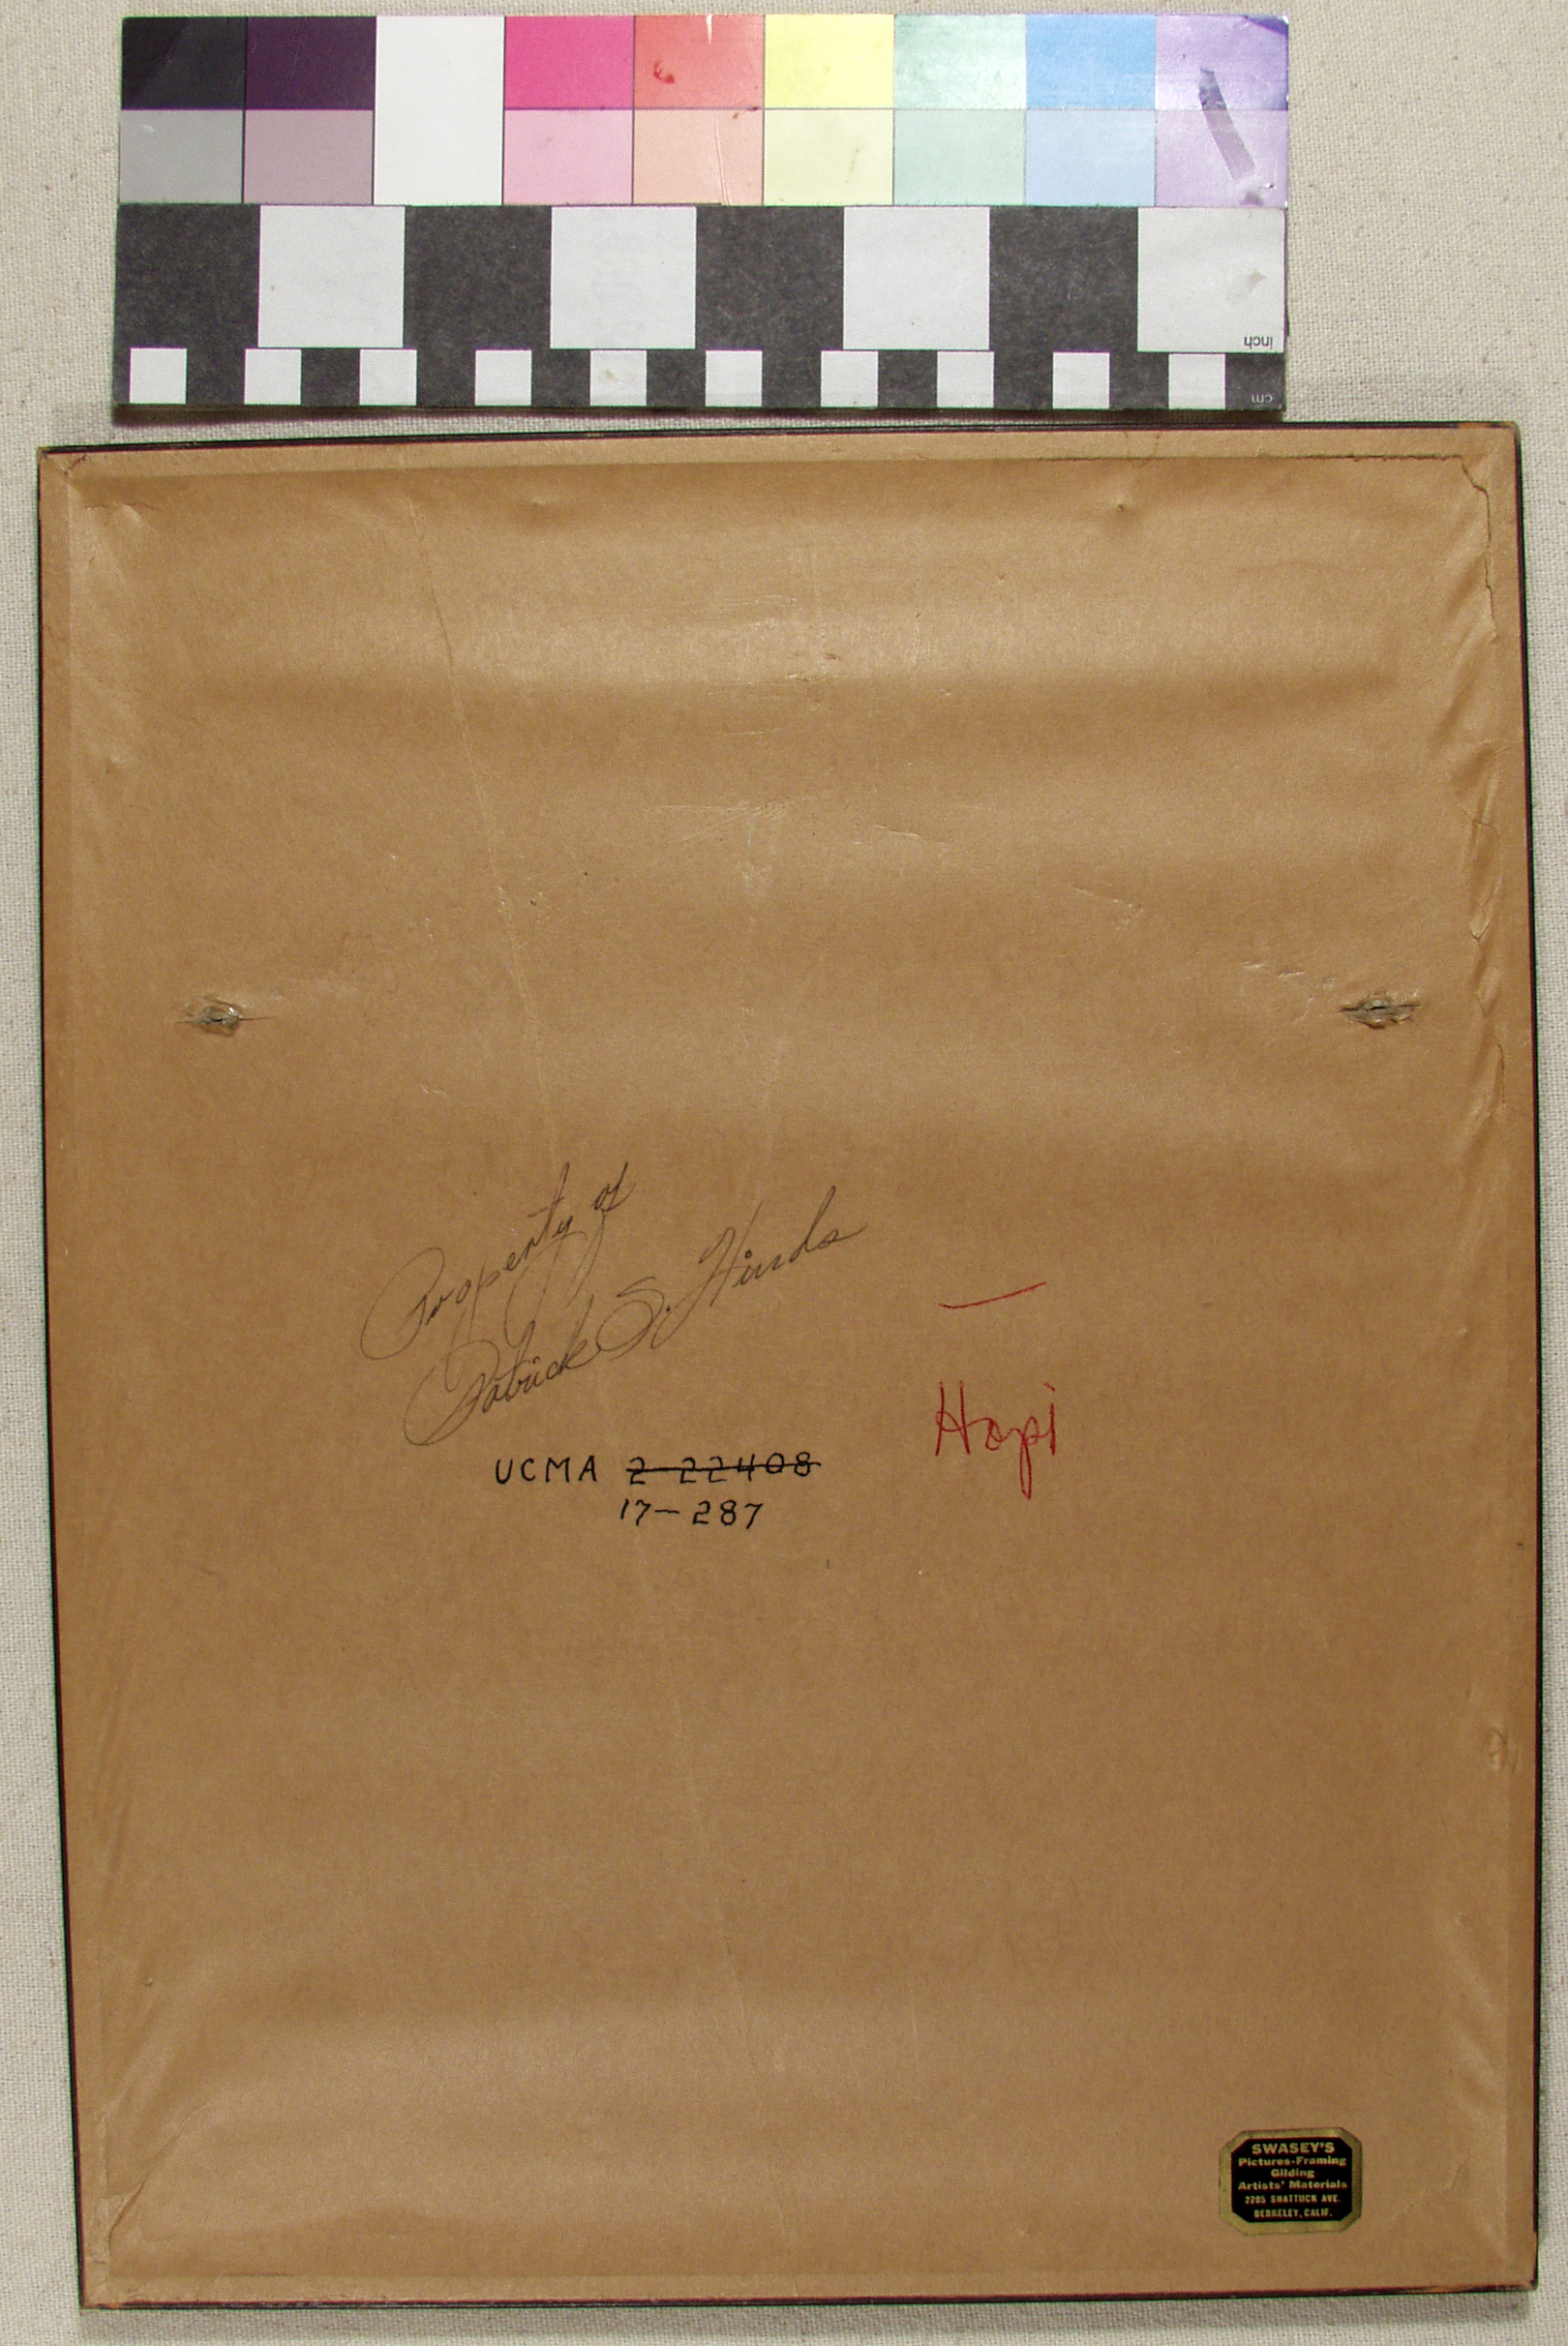 inch
cm
Property of
Patrick S. Hinds
UCMA 2-22408
17-287
Hopi
SWASEY'S
Pictures-Framing
Gilding
Artists' Materials
2205 SHATTUCK AVE.
BERKELEY, CALIF.